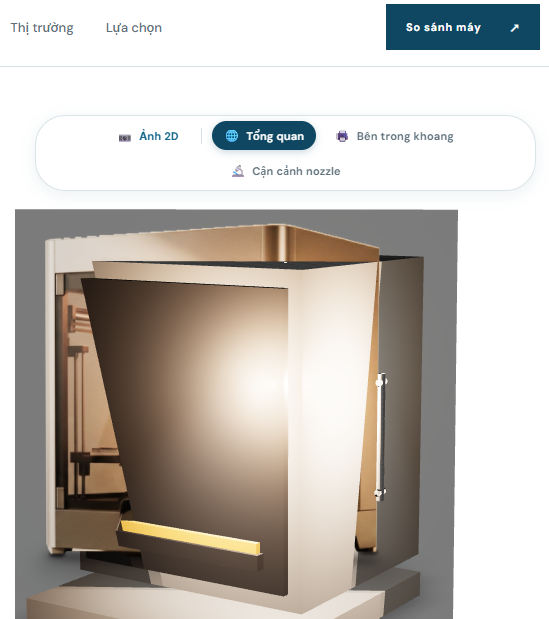 Thị trường
Lựa chọn
So sánh máy ↗
Ảnh 2D
Tổng quan
Bên trong khoang
Cận cảnh nozzle